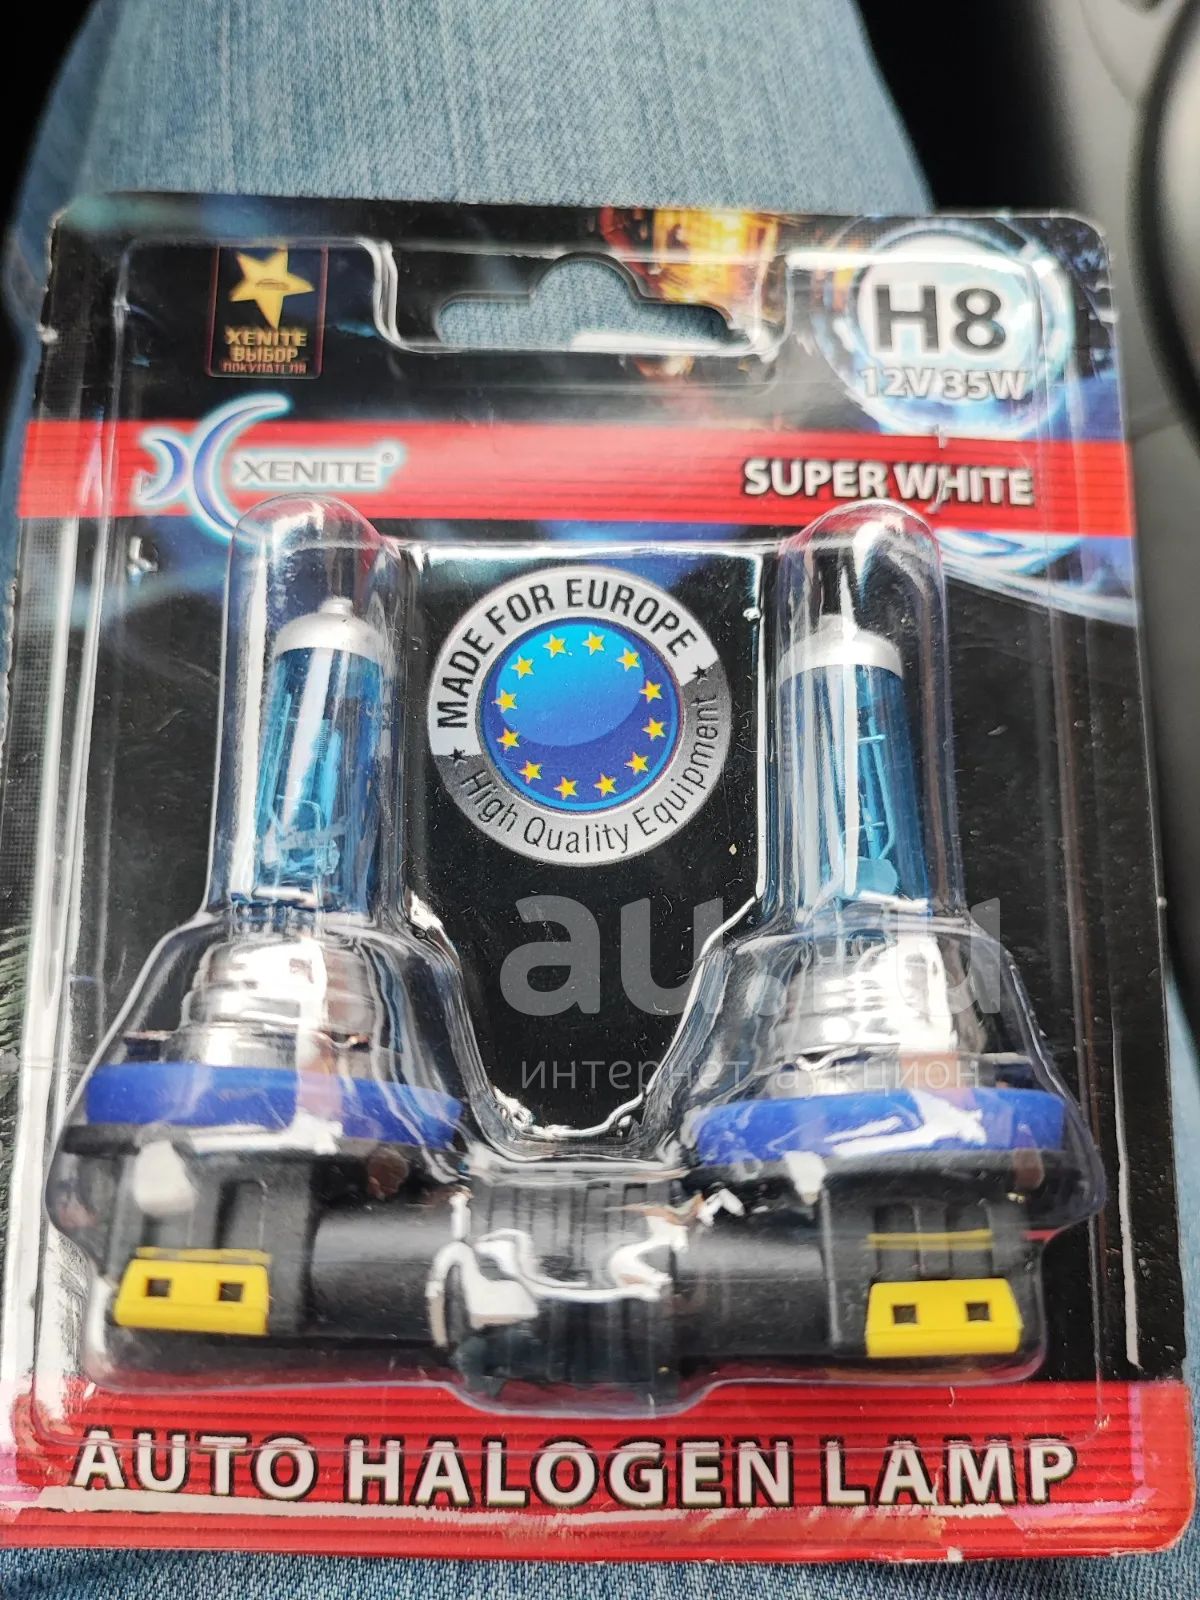 H8
12V 35W
XENITE
ВЫБОР
ПОКУПАТЕЛЯ
XENITE®
SUPER WHITE
MADE FOR EUROPE
High Quality Equipment
au.ru
интернет-аукцион
AUTO HALOGEN LAMP